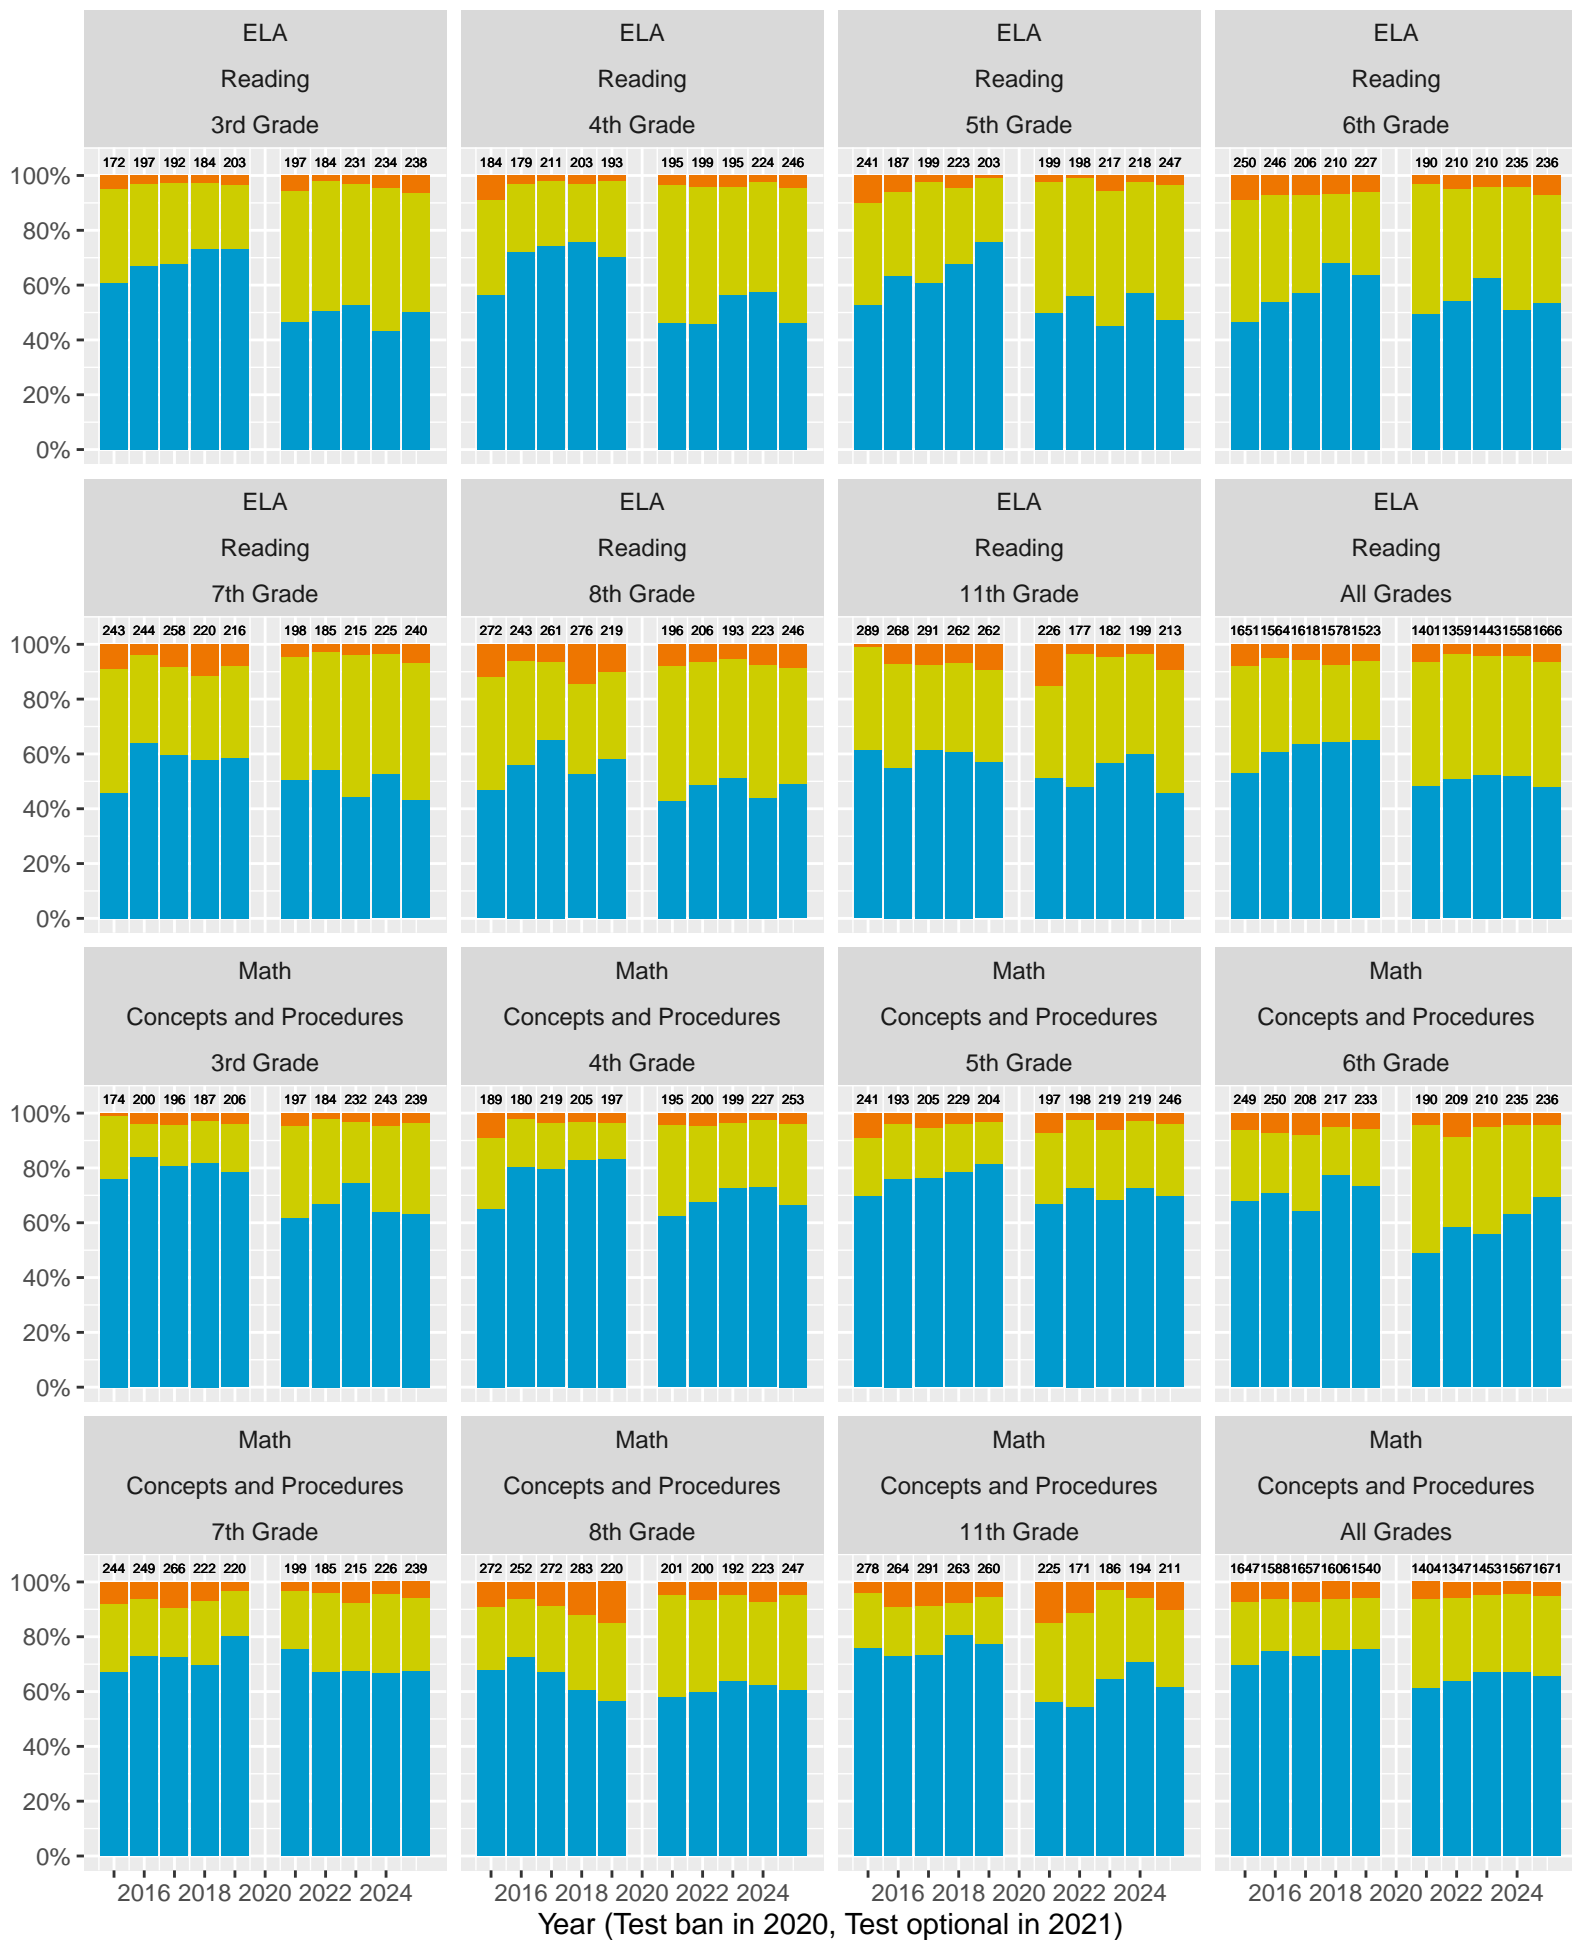 ELA ELA ELA ELA
Reading Reading Reading Reading
3rd Grade 4th Grade 5th Grade 6th Grade
172 197 192 184 203 197 184 231 234 238 184 179 211 203 193 195 199 195 224 246 241 187 199 223 203 199 198 217 218 247 250 246 206 210 227 190 210 210 235 236
100%
80%
60%
40%
20%
0%
ELA ELA ELA ELA
Reading Reading Reading Reading
7th Grade 8th Grade 11th Grade All Grades
243 244 258 220 216 198 185 215 225 240 272 243 261 276 219 196 206 193 223 246 289 268 291 262 262 226 177 182 199 213 1651 1564 1618 1578 1523 1401 1359 1443 1558 1666
100%
80%
60%
40%
20%
0%
Math Math Math Math
Concepts and Procedures Concepts and Procedures Concepts and Procedures Concepts and Procedures
3rd Grade 4th Grade 5th Grade 6th Grade
174 200 196 187 206 197 184 232 243 239 189 180 219 205 197 195 200 199 227 253 241 193 205 229 204 197 198 219 219 246 249 250 208 217 233 190 209 210 235 236
100%
80%
60%
40%
20%
0%
Math Math Math Math
Concepts and Procedures Concepts and Procedures Concepts and Procedures Concepts and Procedures
7th Grade 8th Grade 11th Grade All Grades
244 249 266 222 220 199 185 215 226 239 272 252 272 283 220 201 200 192 223 247 278 264 291 263 260 225 171 186 194 211 1647 1588 1657 1606 1540 1404 1347 1453 1567 1671
100%
80%
60%
40%
20%
0%
2016 2018 2020 2022 2024 2016 2018 2020 2022 2024 2016 2018 2020 2022 2024 2016 2018 2020 2022 2024
Year (Test ban in 2020, Test optional in 2021)